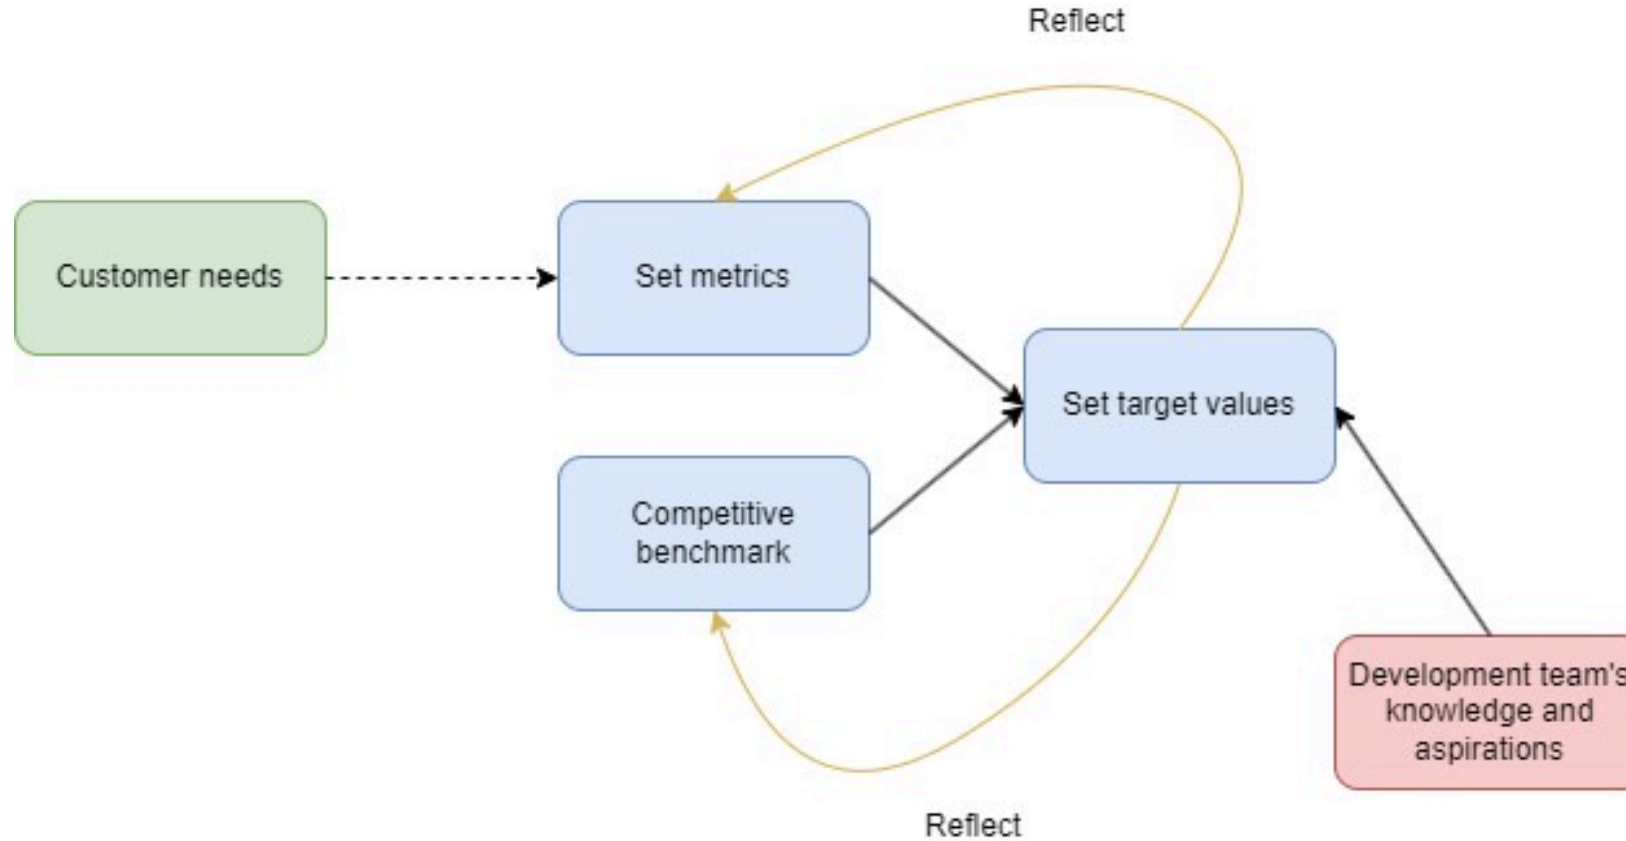 Reflect
Customer needs
Set metrics
Set target values
Competitive
benchmark
Development team's
knowledge and
aspirations
Reflect